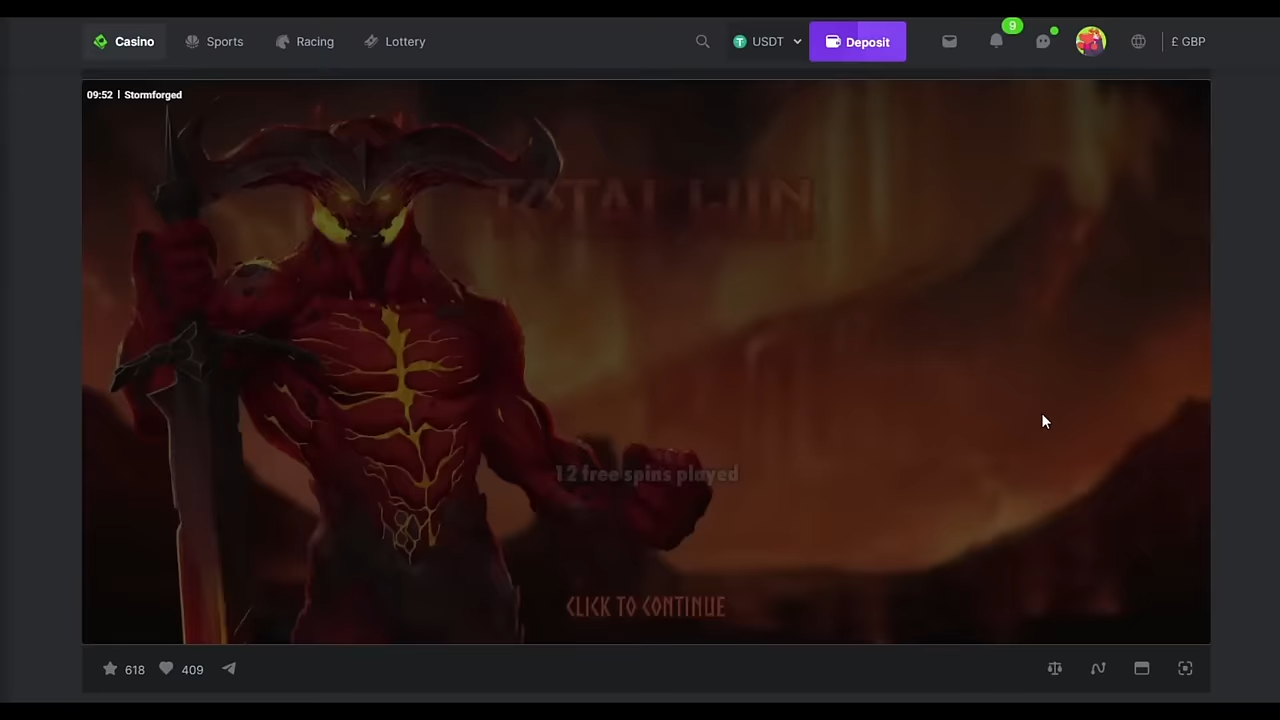 Casino Sports Racing Lottery USDT Deposit 9 £ GBP
09:52 | Stormforged
TOTAL WIN
12 free spins played
CLICK TO CONTINUE
618 409